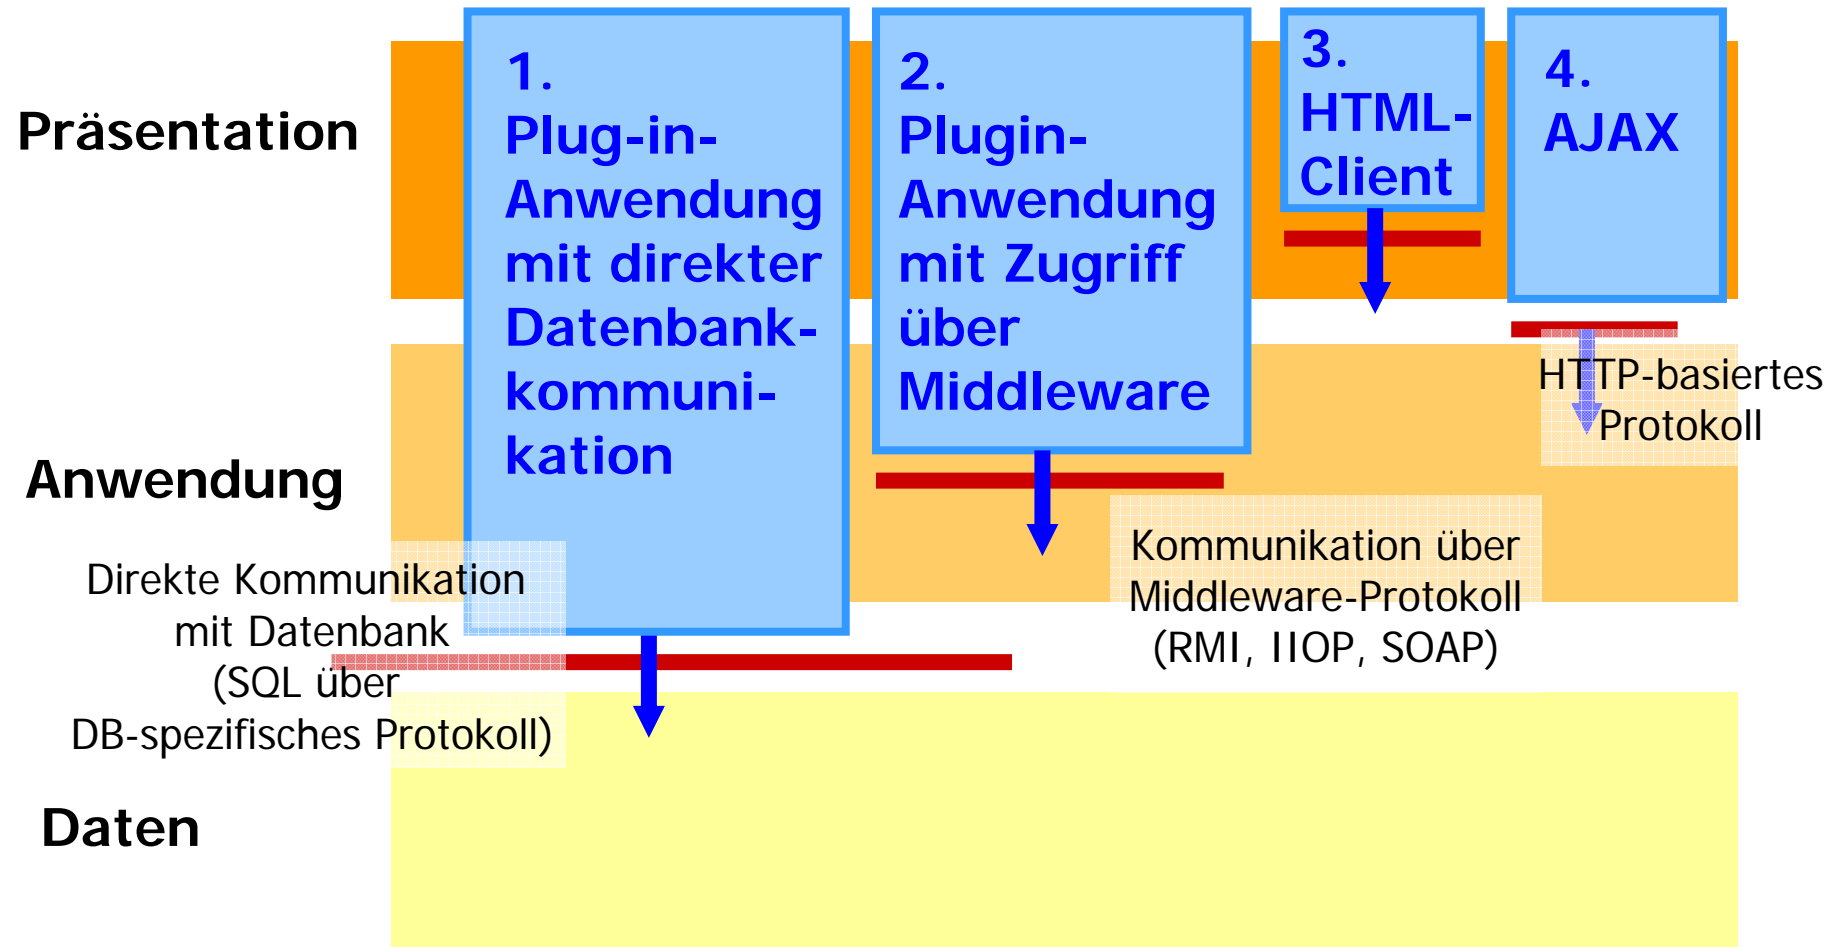 Präsentation
1.
Plug-in-
Anwendung
mit direkter
Datenbank-
kommuni-
kation
2.
Plugin-
Anwendung
mit Zugriff
über
Middleware
3.
HTML-
Client
4.
AJAX
HTTP-basiertes
Protokoll
Anwendung
Direkte Kommunikation
mit Datenbank
(SQL über
DB-spezifisches Protokoll)
Kommunikation über
Middleware-Protokoll
(RMI, IIOP, SOAP)
Daten